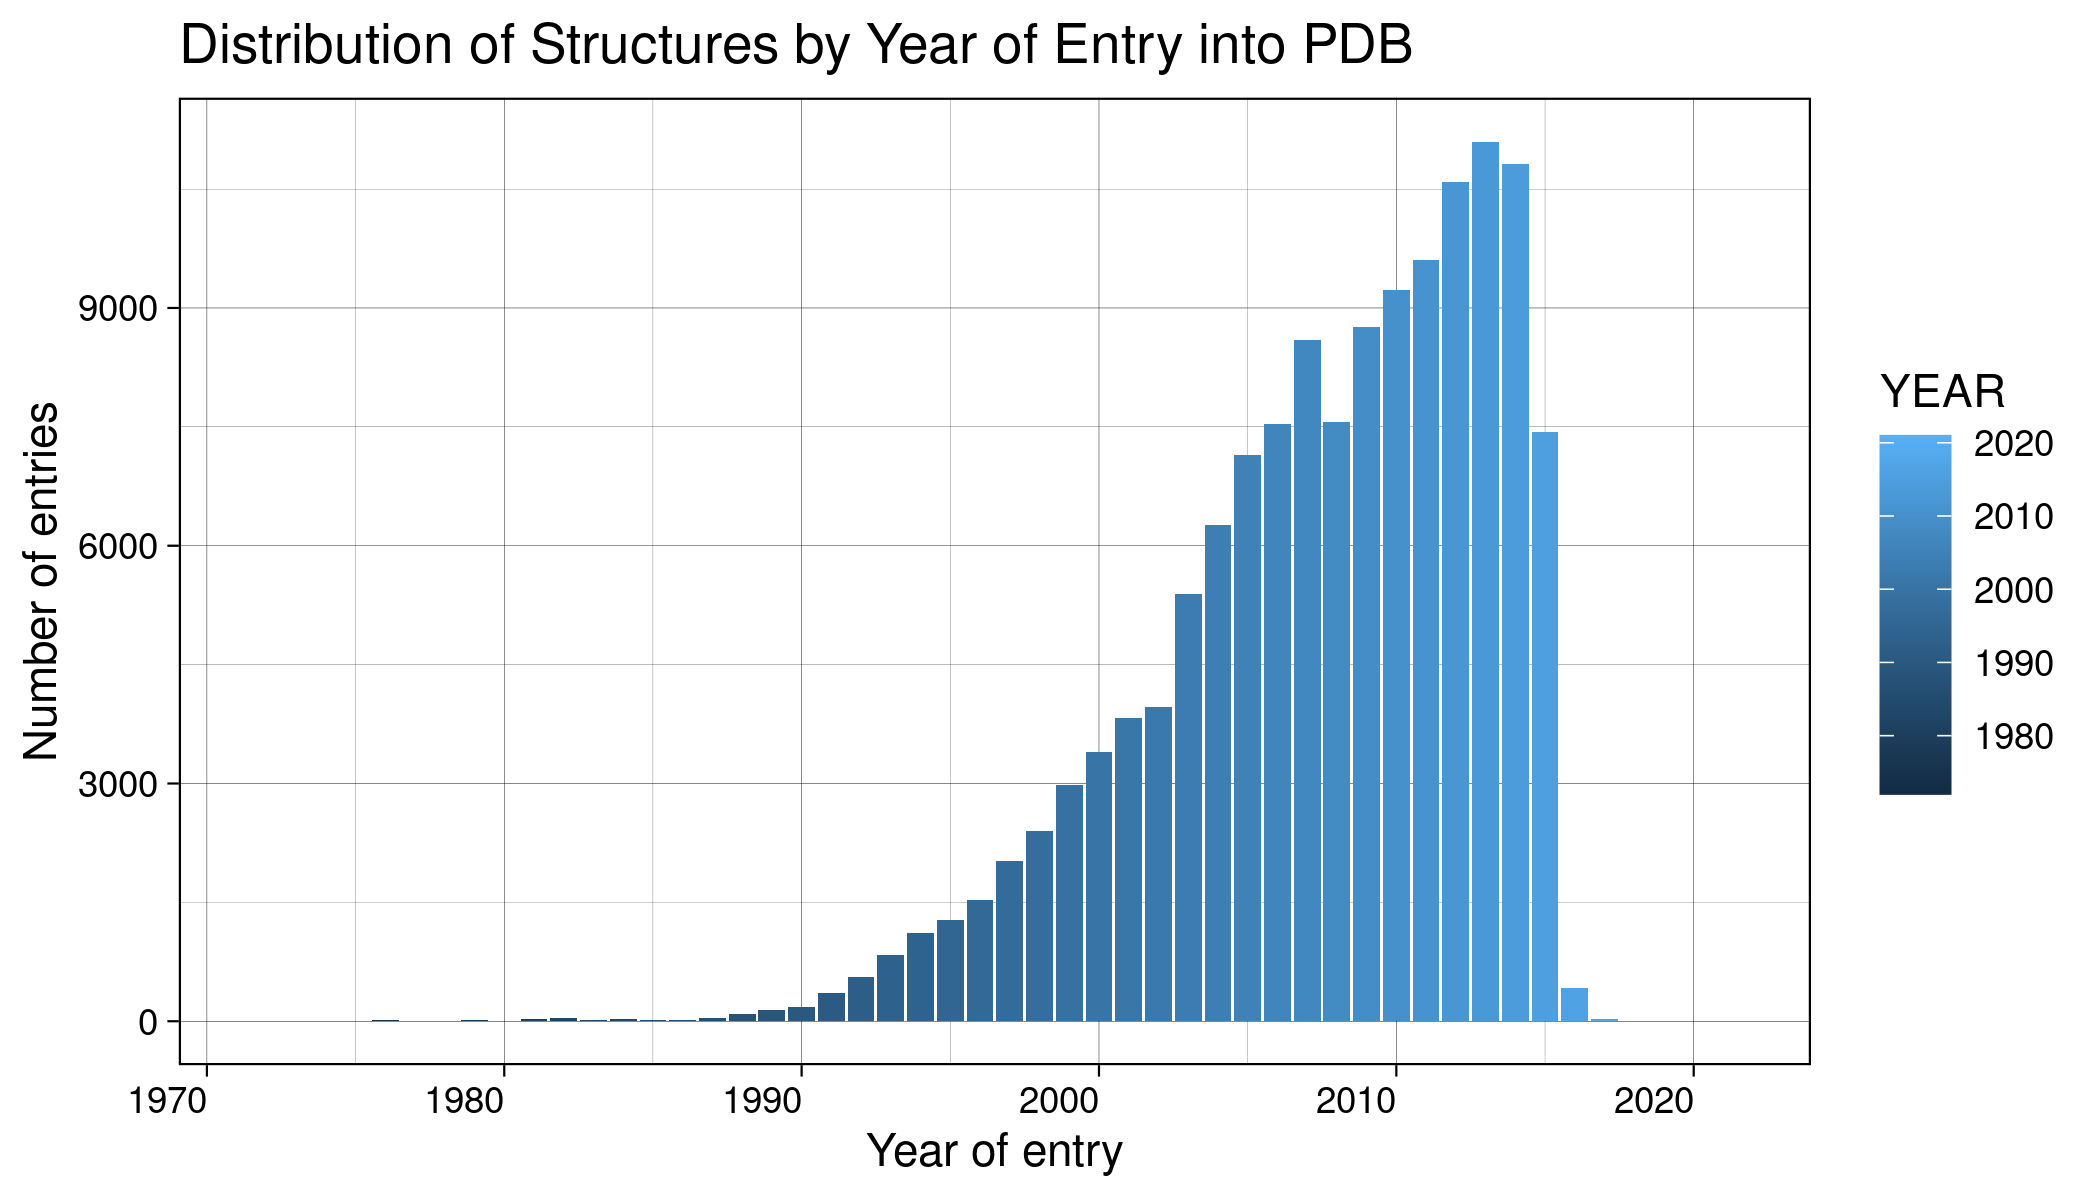 Distribution of Structures by Year of Entry into PDB
Number of entries
9000
6000
3000
0
1970 1980 1990 2000 2010 2020
Year of entry
YEAR
2020
2010
2000
1990
1980